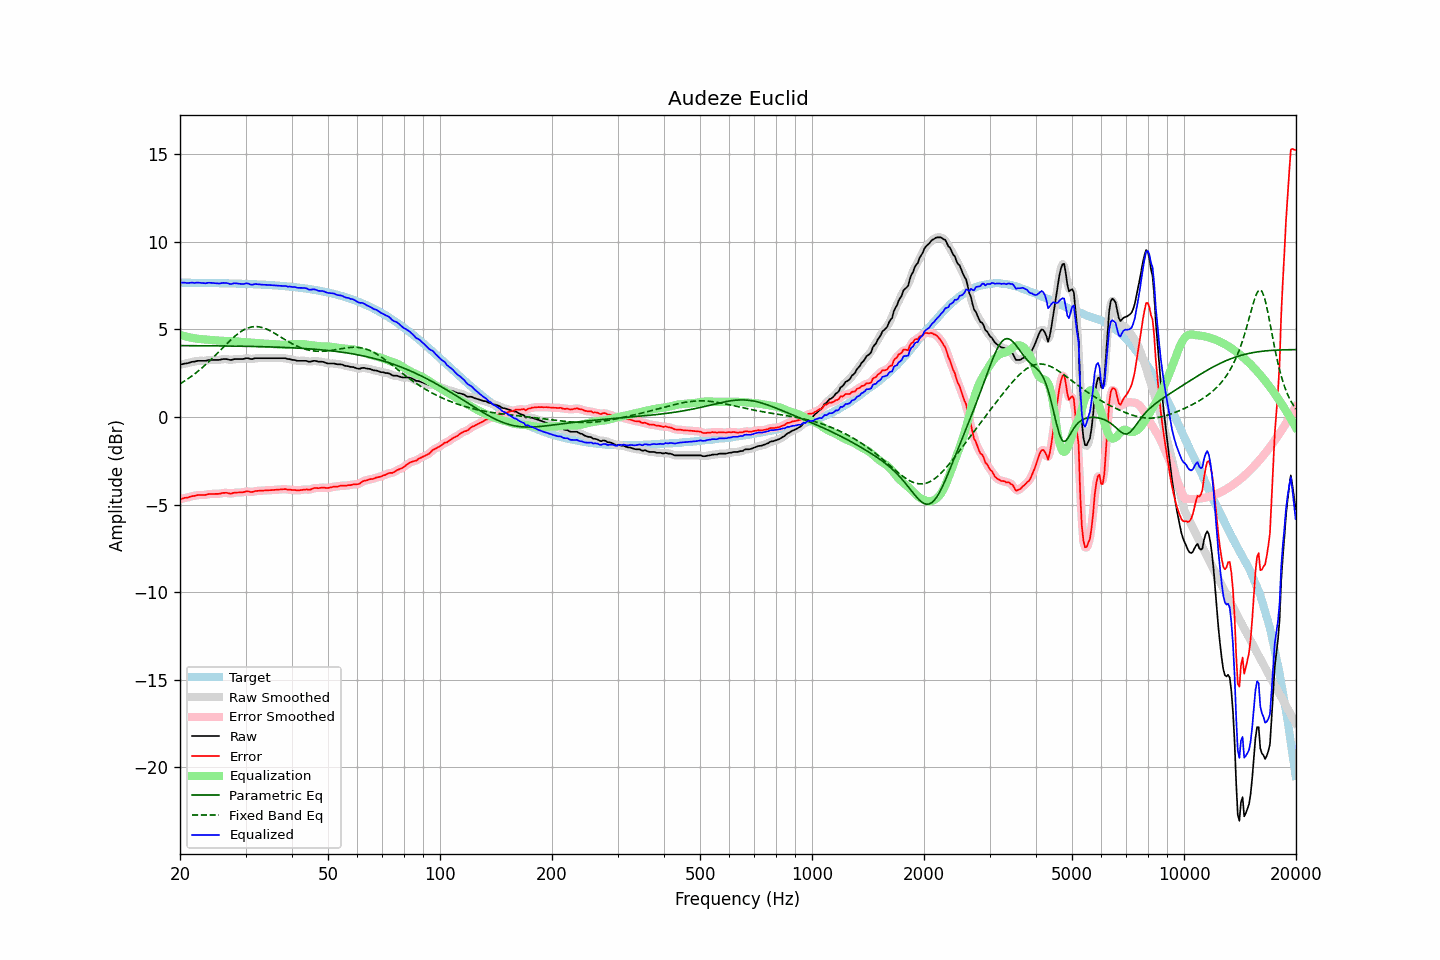 Audeze Euclid
15
10
5
0
−5
−10
−15
−20
Amplitude (dBr)
Target
Raw Smoothed
Error Smoothed
Raw
Error
Equalization
Parametric Eq
Fixed Band Eq
Equalized
20 50 100 200 500 1000 2000 5000 10000 20000
Frequency (Hz)